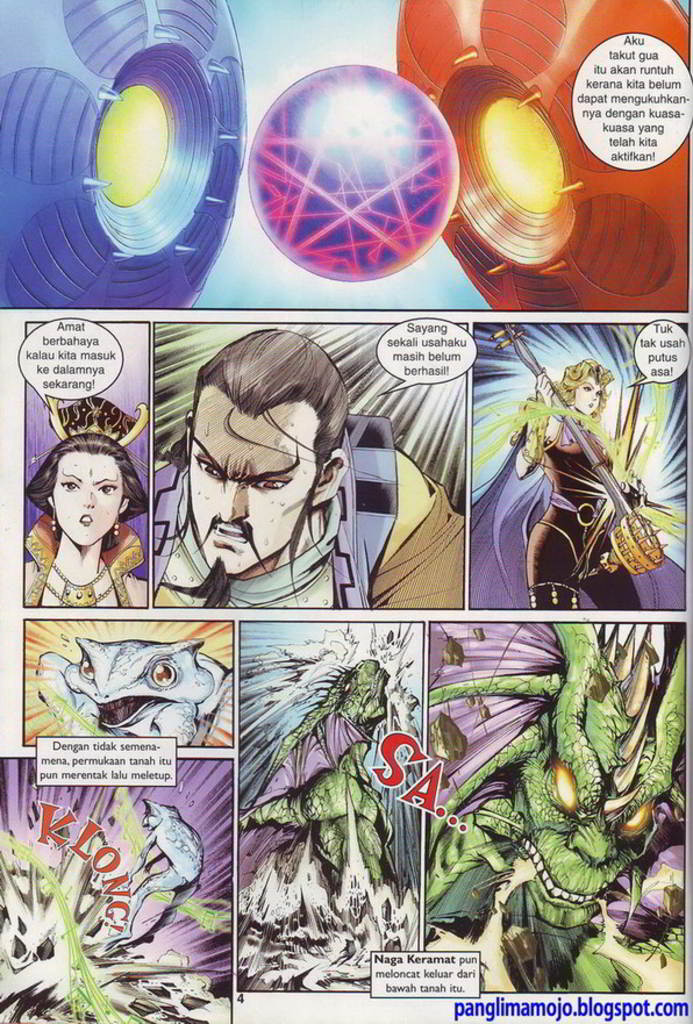 Aku
takut gua
itu akan runtuh
kerana kita belum
dapat mengukuhkan-
nya dengan kuasa-
kuasa yang
telah kita
aktifkan!
Amat
berbahaya
kalau kita masuk
ke dalamnya
sekarang!
Sayang
sekali usahaku
masih belum
berhasil!
Tuk
tak usah
putus
asa!
Dengan tidak semena-
mena, permukaan tanah itu
pun merentak lalu meletup.
KLONG!
SA...
Naga Keramat pun
meloncat keluar dari
bawah tanah itu.
4
panglimamojo.blogspot.com